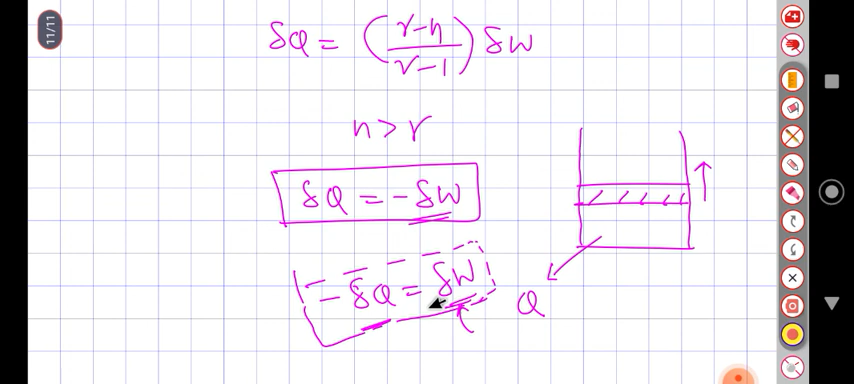 11/11
δQ = (γ-η / γ-1) δW
η > γ
δQ = -δW
-δQ = δW
Q